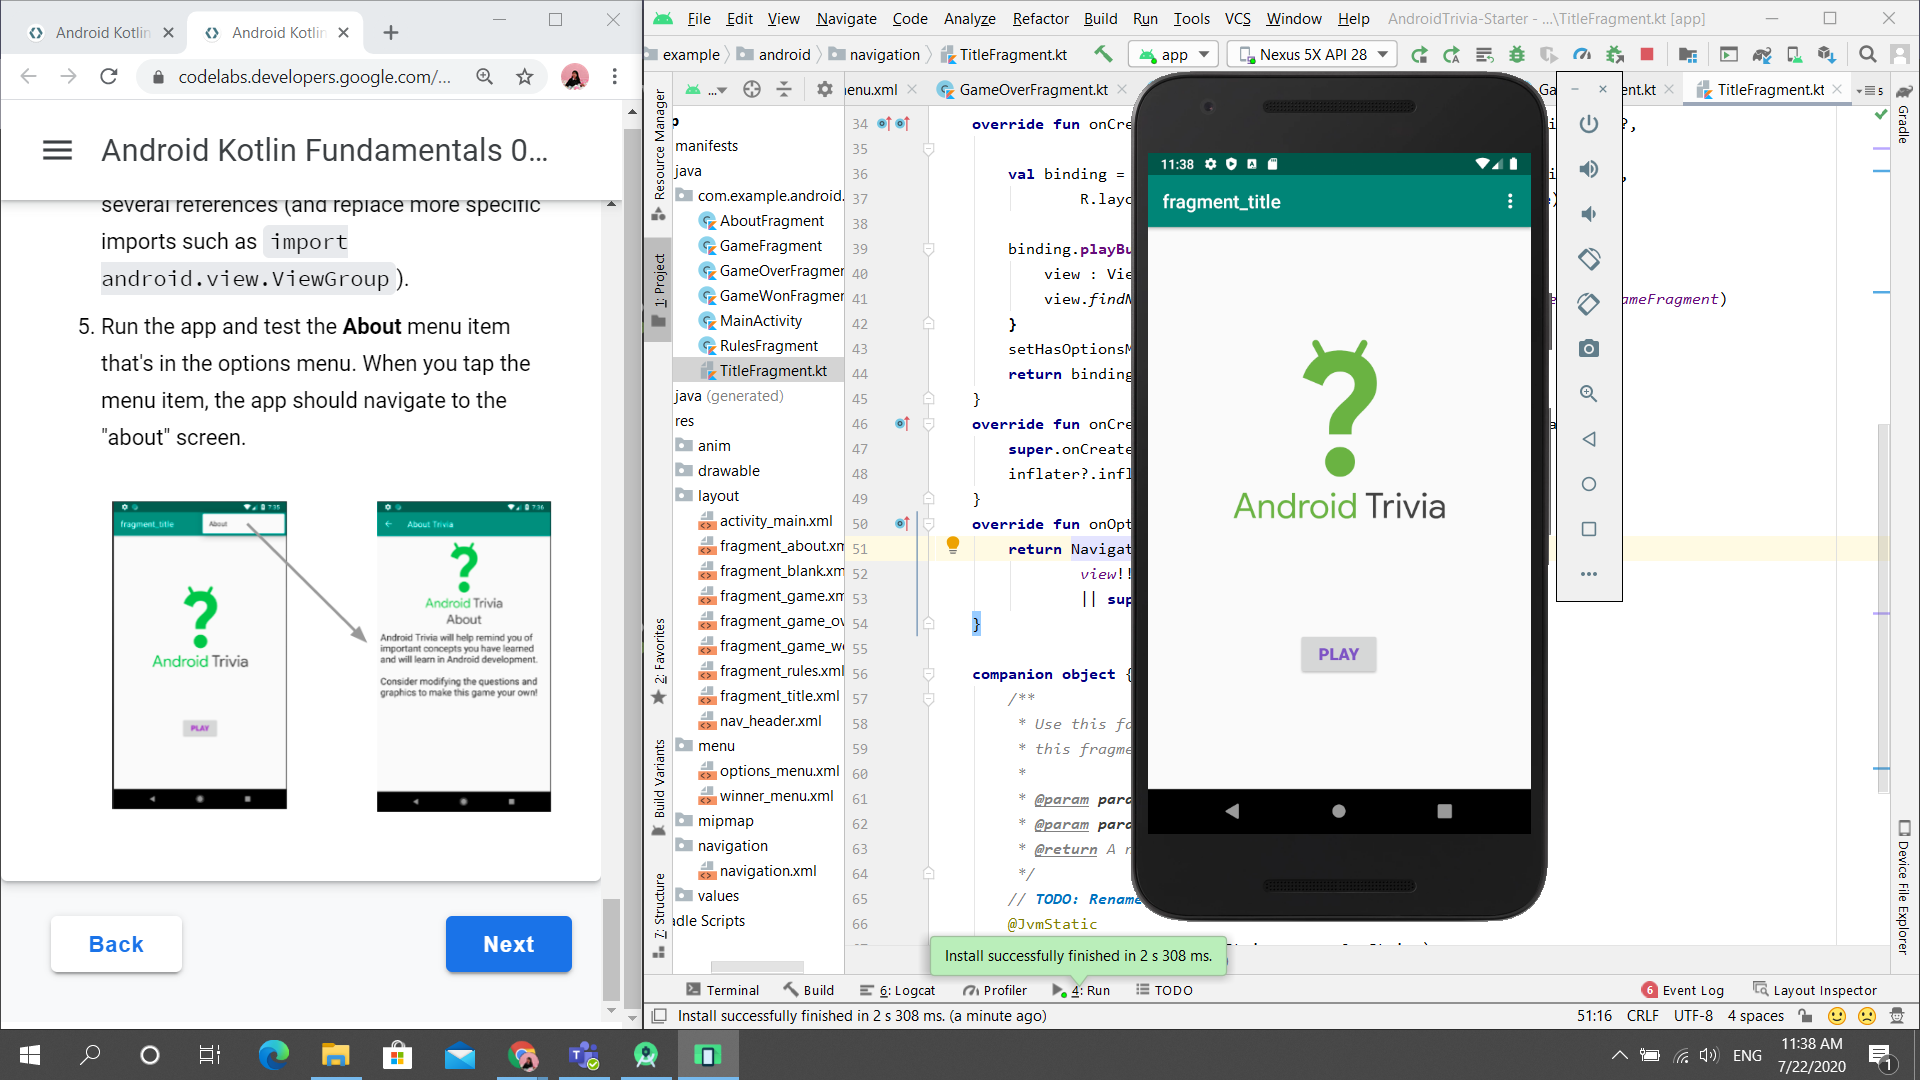 Android Kotlin
Android Kotlin
codelabs.developers.google.com/...
Android Kotlin Fundamentals 0...
several references (and replace more specific
imports such as import
android.view.ViewGroup).
5. Run the app and test the About menu item
that's in the options menu. When you tap the
menu item, the app should navigate to the
"about" screen.
7:35
fragment_title
About
Android Trivia
PLAY
7:36
About Trivia
Android Trivia
About
Android Trivia will help remind you of
important concepts you have learned
and will learn in Android development.
Consider modifying the questions and
graphics to make this game your own!
Back
Next
File Edit View Navigate Code Analyze Refactor Build Run Tools VCS Window Help AndroidTrivia-Starter - ...\TitleFragment.kt [app]
example android navigation TitleFragment.kt app Nexus 5X API 28
...
enu.xml GameOverFragment.kt Ga ent.kt TitleFragment.kt 5
Resource Manager
1: Project
2: Favorites
Build Variants
7: Structure
p
manifests
java
com.example.android.
AboutFragment
GameFragment
GameOverFragmen
GameWonFragmen
MainActivity
RulesFragment
TitleFragment.kt
java (generated)
res
anim
drawable
layout
activity_main.xml
fragment_about.xm
fragment_blank.xm
fragment_game.xm
fragment_game_ov
fragment_game_w
fragment_rules.xml
fragment_title.xml
nav_header.xml
menu
options_menu.xml
winner_menu.xml
mipmap
navigation
navigation.xml
values
adle Scripts
34 override fun onCre ?,
35
36 val binding =
37 R.layo
38
39 binding.playBu
40 view : Vie
41 view.findN ameFragment)
42 }
43 setHasOptionsM
44 return binding
45 }
46 override fun onCre
47 super.onCreate
48 inflater?.infl
49 }
50 override fun onOpt
51 return Navigat
52 view!!
53 || sup
54 }
55
56 companion object {
57 /**
58 * Use this fa
59 * this fragme
60 *
61 * @param para
62 * @param para
63 * @return A n
64 */
65 // TODO: Rename
66 @JvmStatic
11:38
fragment_title
Android Trivia
PLAY
Gradle
Device File Explorer
Install successfully finished in 2 s 308 ms.
Terminal Build 6: Logcat Profiler 4: Run TODO 6 Event Log Layout Inspector
Install successfully finished in 2 s 308 ms. (a minute ago) 51:16 CRLF UTF-8 4 spaces
ENG
11:38 AM
7/22/2020
1